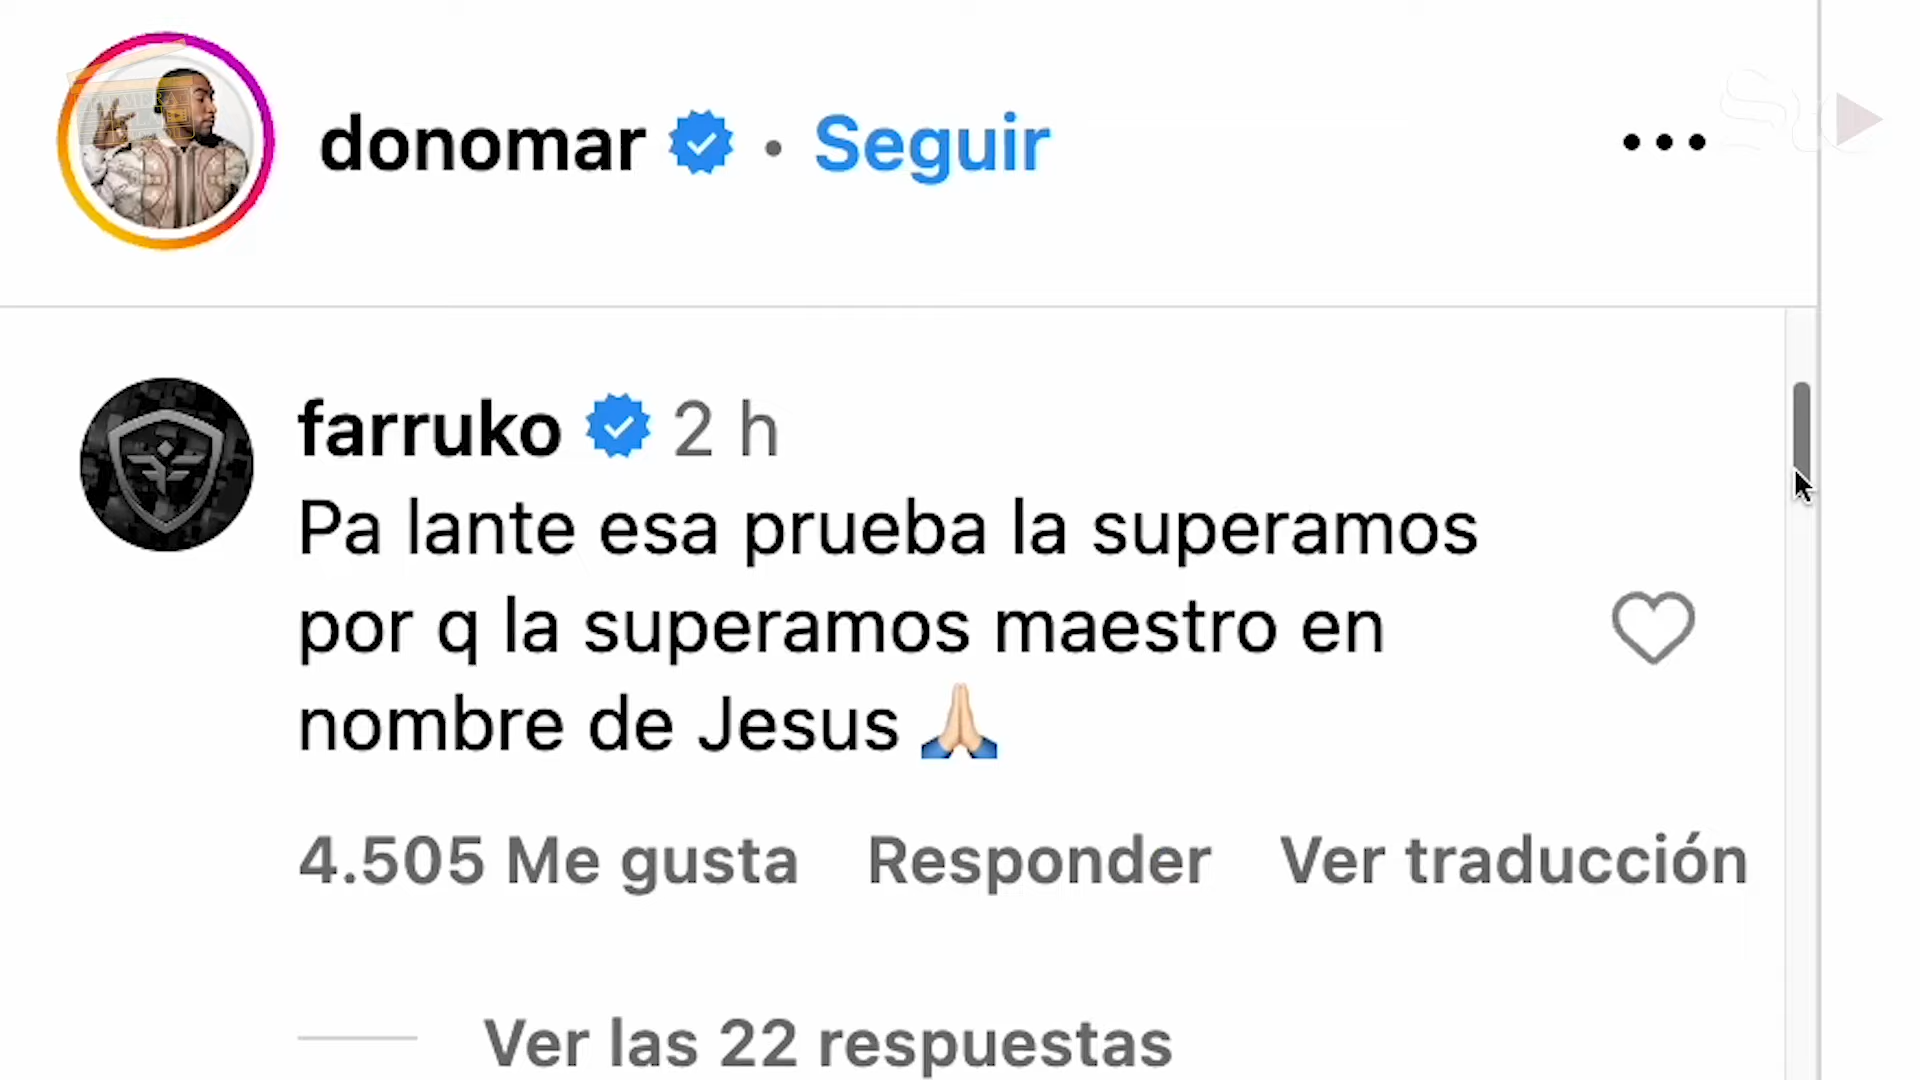 donomar • Seguir
farruko 2 h
Pa lante esa prueba la superamos
por q la superamos maestro en
nombre de Jesus 🙏🏻
4.505 Me gusta Responder Ver traducción
Ver las 22 respuestas